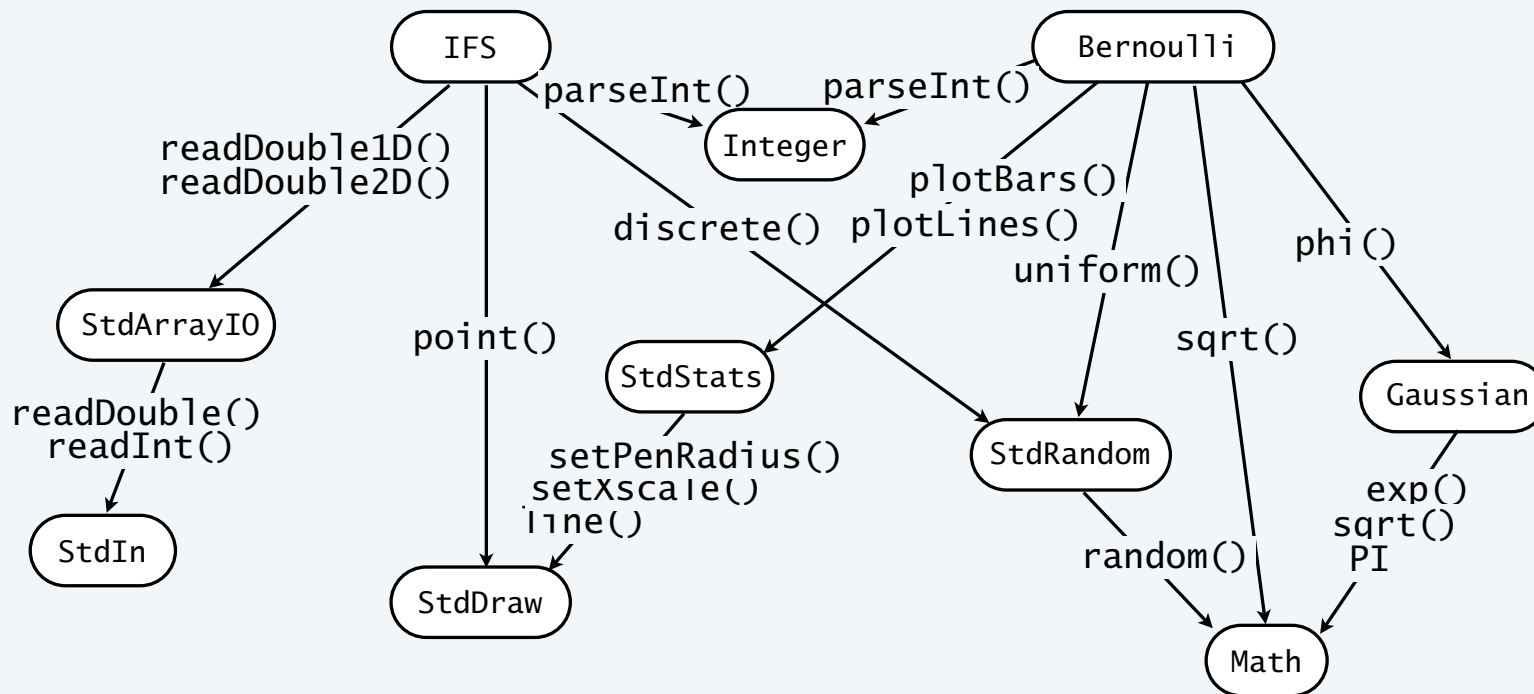 IFS
Bernoulli
parseInt()
parseInt()
Integer
readDouble1D()
readDouble2D()
plotBars()
discrete()
plotLines()
phi()
uniform()
StdArrayIO
point()
sqrt()
StdStats
Gaussian
readDouble()
readInt()
setPenRadius()
setXscale()
line()
StdRandom
exp()
sqrt()
PI
StdIn
random()
StdDraw
Math